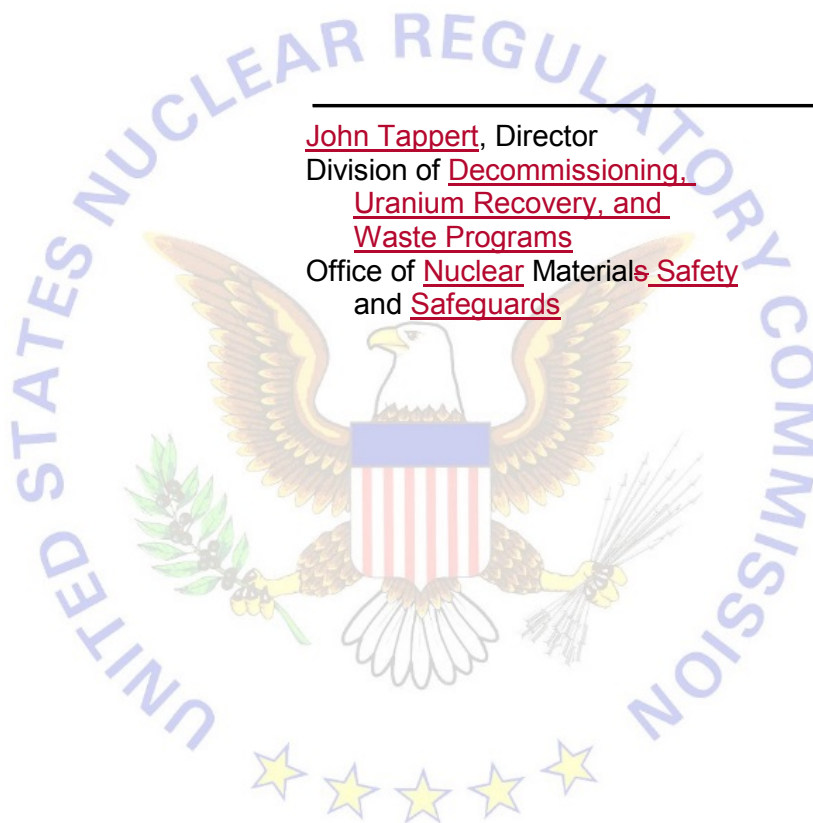 UNITED STATES NUCLEAR REGULATORY COMMISSION
John Tappert, Director
Division of Decommissioning,
Uranium Recovery, and
Waste Programs
Office of Nuclear Materials Safety
and Safeguards